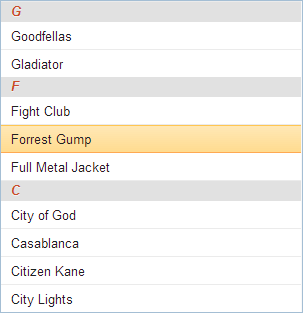 G
Goodfellas
Gladiator
F
Fight Club
Forrest Gump
Full Metal Jacket
C
City of God
Casablanca
Citizen Kane
City Lights